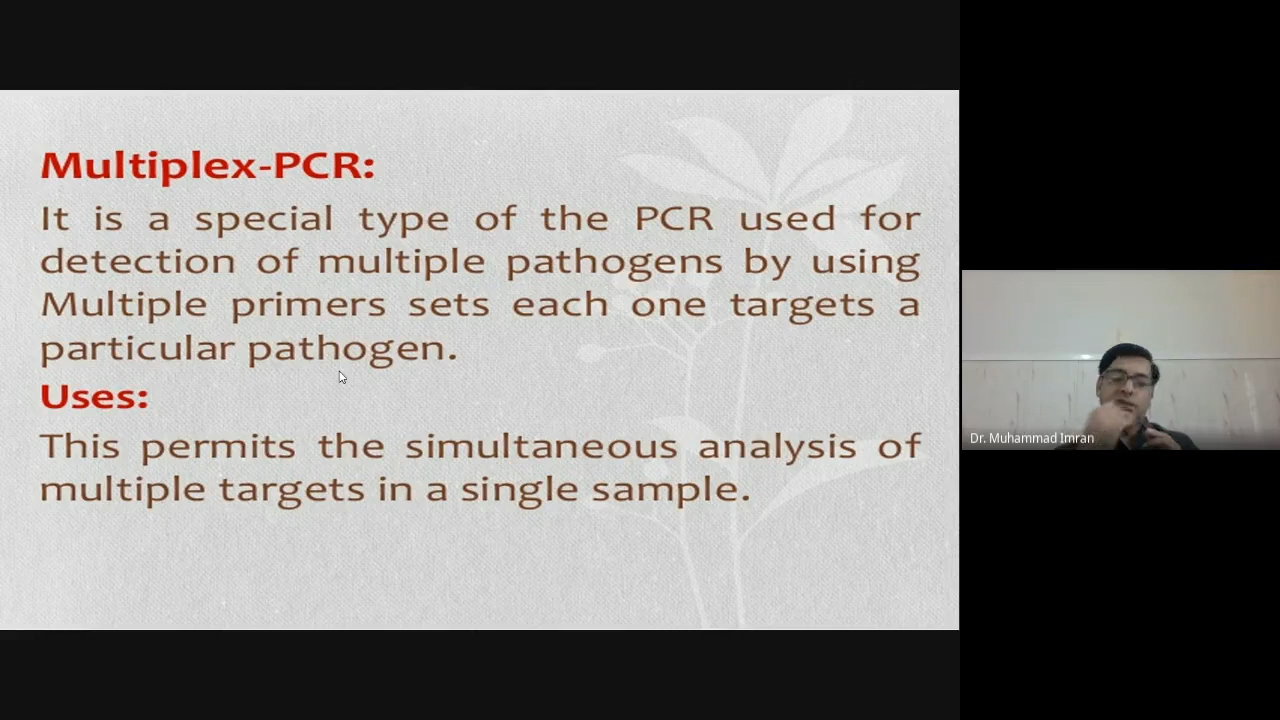 Multiplex-PCR:
It is a special type of the PCR used for
detection of multiple pathogens by using
Multiple primers sets each one targets a
particular pathogen.
Uses:
This permits the simultaneous analysis of
multiple targets in a single sample.
Dr. Muhammad Imran